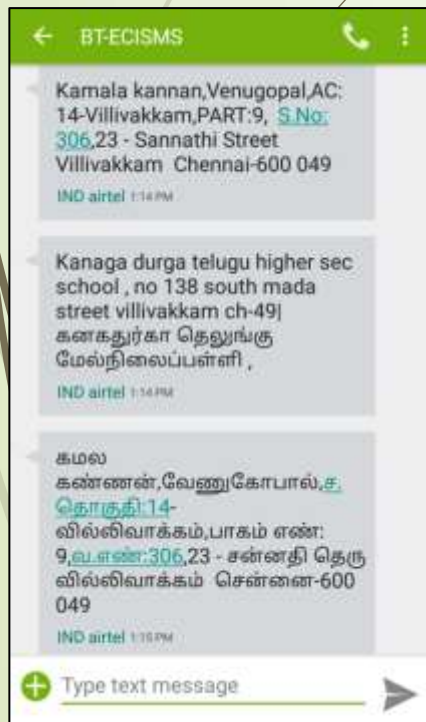 BT-ECISMS
Kamala kannan,Venugopal,AC:
14-Villivakkam,PART:9, S.No:
306,23 - Sannathi Street
Villivakkam Chennai-600 049
IND airtel 1:14 PM
Kanaga durga telugu higher sec
school , no 138 south mada
street villivakkam ch-49|
கனகதுர்கா தெலுங்கு
மேல்நிலைப்பள்ளி ,
IND airtel 1:14 PM
கமல
கண்ணன்,வேணுகோபால்,ச.
தொகுதி:14-
வில்லிவாக்கம்,பாகம் எண்:
9,வ.எண்:306,23 - சன்னதி தெரு
வில்லிவாக்கம் சென்னை-600
049
IND airtel 1:15 PM
Type text message